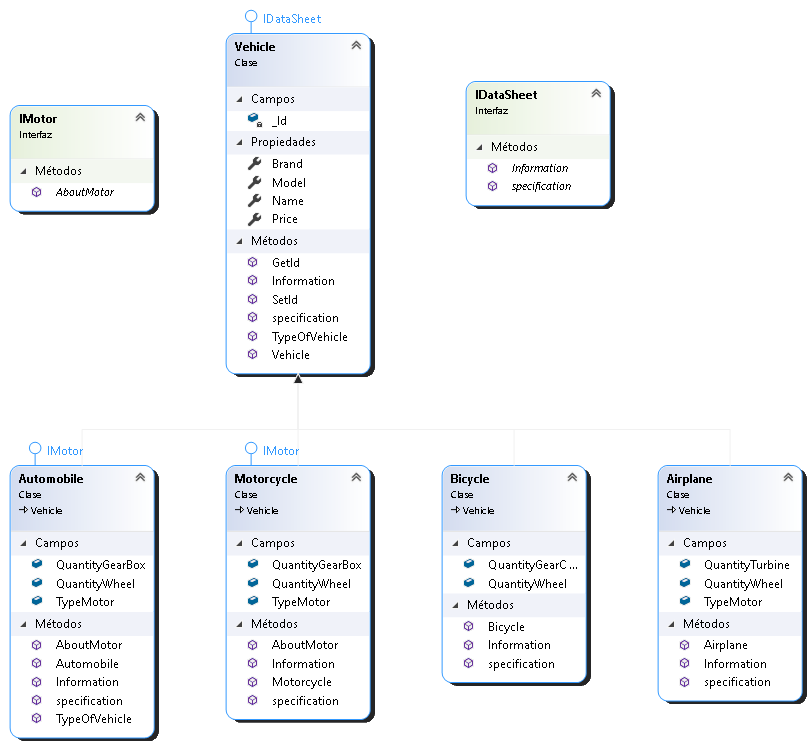 IDataSheet
Vehicle
Clase
Campos
_Id
Propiedades
Brand
Model
Name
Price
Métodos
GetId
Information
SetId
specification
TypeOfVehicle
Vehicle
IMotor
Interfaz
Métodos
AboutMotor
IDataSheet
Interfaz
Métodos
Information
specification
IMotor
Automobile
Clase
Vehicle
Campos
QuantityGearBox
QuantityWheel
TypeMotor
Métodos
AboutMotor
Automobile
Information
specification
TypeOfVehicle
IMotor
Motorcycle
Clase
Vehicle
Campos
QuantityGearBox
QuantityWheel
TypeMotor
Métodos
AboutMotor
Information
Motorcycle
specification
Bicycle
Clase
Vehicle
Campos
QuantityGearC ...
QuantityWheel
Métodos
Bicycle
Information
specification
Airplane
Clase
Vehicle
Campos
QuantityTurbine
QuantityWheel
TypeMotor
Métodos
Airplane
Information
specification